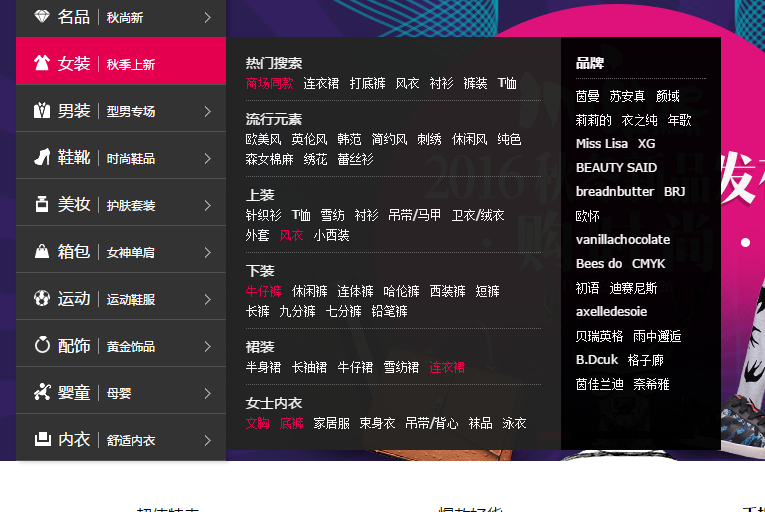 名品 秋尚新
女装 秋季上新
男装 型男专场
鞋靴 时尚鞋品
美妆 护肤套装
箱包 女神单肩
运动 运动鞋服
配饰 黄金饰品
婴童 母婴
内衣 舒适内衣
热门搜索
商场同款 连衣裙 打底裤 风衣 衬衫 裤装 T恤
流行元素
欧美风 英伦风 韩范 简约风 刺绣 休闲风 纯色
森女棉麻 绣花 蕾丝衫
上装
针织衫 T恤 雪纺 衬衫 吊带/马甲 卫衣/绒衣
外套 风衣 小西装
下装
牛仔裤 休闲裤 连体裤 哈伦裤 西装裤 短裤
长裤 九分裤 七分裤 铅笔裤
裙装
半身裙 长袖裙 牛仔裙 雪纺裙 连衣裙
女士内衣
文胸 底裤 家居服 束身衣 吊带/背心 袜品 泳衣
品牌
茵曼 苏安真 颜域
莉莉的 衣之纯 年歌
Miss Lisa XG
BEAUTY SAID
breadnbutter BRJ
欧怀
vanillachocolate
Bees do CMYK
初语 迪赛尼斯
axelledesoie
贝瑞英格 雨中邂逅
B.Dcuk 格子廊
茵佳兰迪 奈希雅
2016 秋
购 时尚
发布